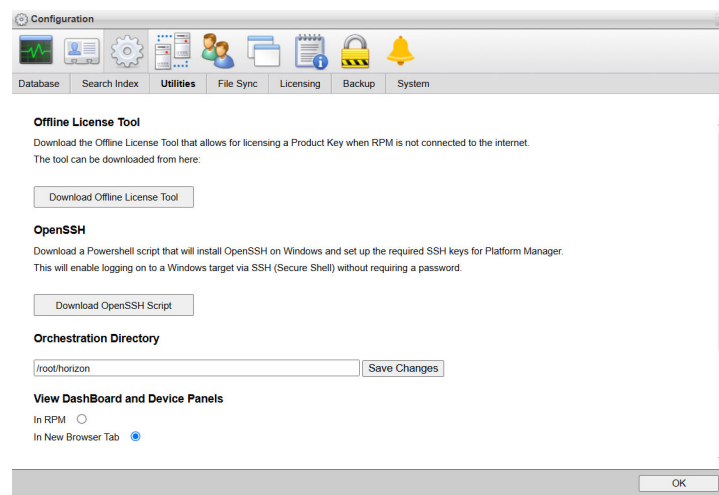 Configuration
Database Search Index Utilities File Sync Licensing Backup System
Offline License Tool
Download the Offline License Tool that allows for licensing a Product Key when RPM is not connected to the internet.
The tool can be downloaded from here:
Download Offline License Tool
OpenSSH
Download a Powershell script that will install OpenSSH on Windows and set up the required SSH keys for Platform Manager.
This will enable logging on to a Windows target via SSH (Secure Shell) without requiring a password.
Download OpenSSH Script
Orchestration Directory
/root/horizon Save Changes
View DashBoard and Device Panels
In RPM
In New Browser Tab
OK